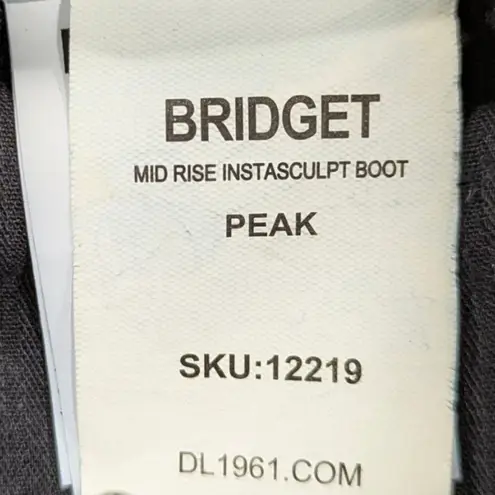 BRIDGET
MID RISE INSTASCULPT BOOT
PEAK
SKU:12219
DL1961.COM